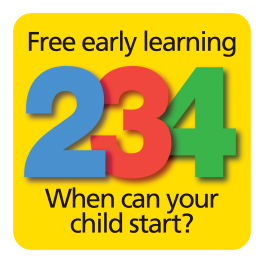 Free early learning
234
When can your
child start?